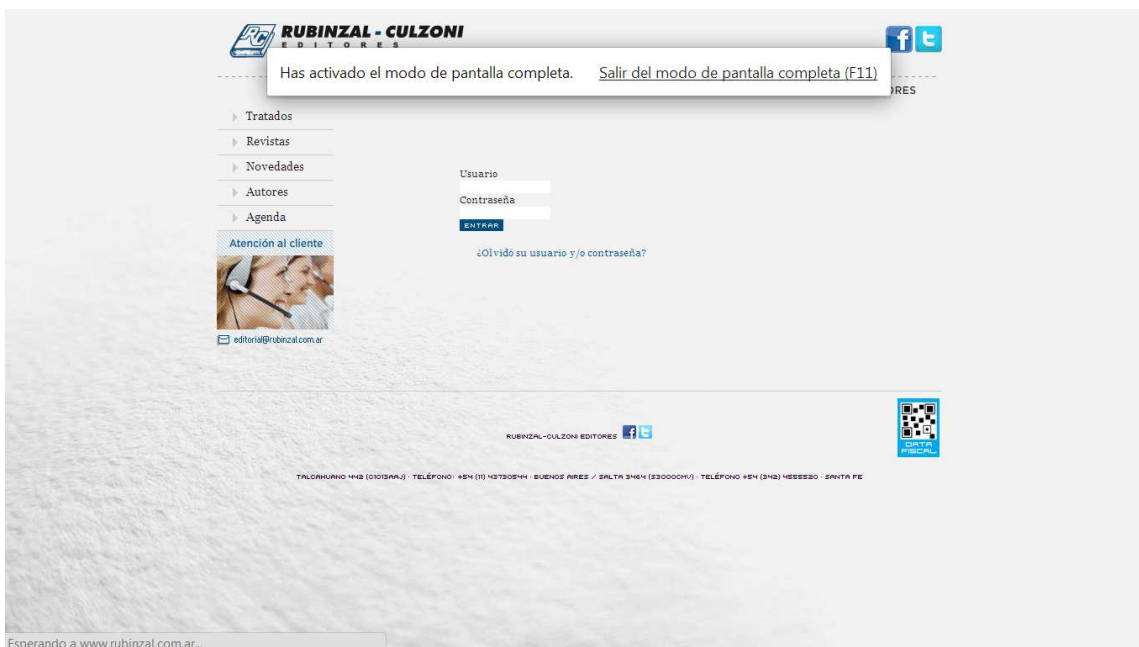 RC RUBINZAL - CULZONI
EDITORES
Has activado el modo de pantalla completa. Salir del modo de pantalla completa (F11)
Tratados
Revistas
Novedades
Autores
Agenda
Atención al cliente
editorial@rubinzal.com.ar
Usuario
Contraseña
ENTRAR
¿Olvidó su usuario y/o contraseña?
RUBINZAL-CULZONI EDITORES
DATA
FISCAL
TALCAHUANO 442 (C1013AAJ) · TELÉFONO: +54 (11) 43730544 · BUENOS AIRES / SALTA 3464 (S3000CMV) · TELÉFONO +54 (342) 4555520 · SANTA FE
Esperando a www.rubinzal.com.ar...